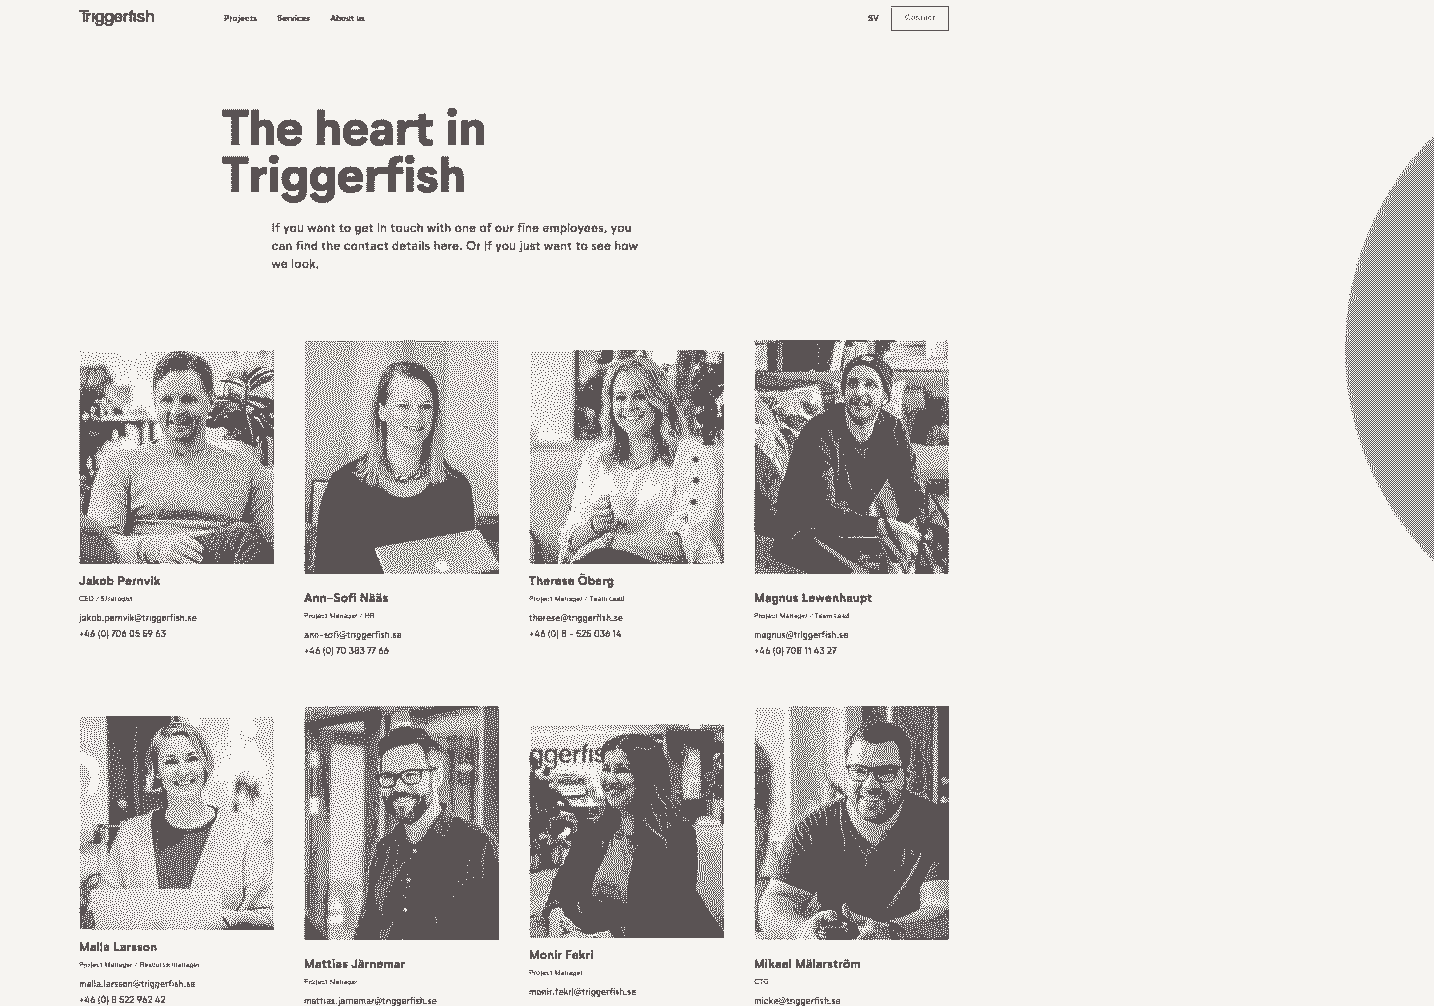 Triggerfish
Projects Services About us
SV Contact
The heart in
Triggerfish
If you want to get in touch with one of our fine employees, you
can find the contact details here. Or if you just want to see how
we look.
Jakob Pernvik
CEO / Strategist
jakob.pernvik@triggerfish.se
+46 (0) 706 05 59 63
Ann-Sofi Nääs
Project Manager / HR
ann-sofi@triggerfish.se
+46 (0) 70 383 77 66
Therese Öberg
Project Manager / Team Lead
therese@triggerfish.se
+46 (0) 8 - 525 036 14
Magnus Lewenhaupt
Project Manager / Team Lead
magnus@triggerfish.se
+46 (0) 708 11 43 27
ggerfis
Malla Larsson
Project Manager / Resource manager
malla.larsson@triggerfish.se
+46 (0) 8 522 962 42
Mattias Järnemar
Project Manager
mattias.jarnemar@triggerfish.se
Monir Fekri
Project Manager
monir.fekri@triggerfish.se
Mikael Mälarström
CTO
micke@triggerfish.se